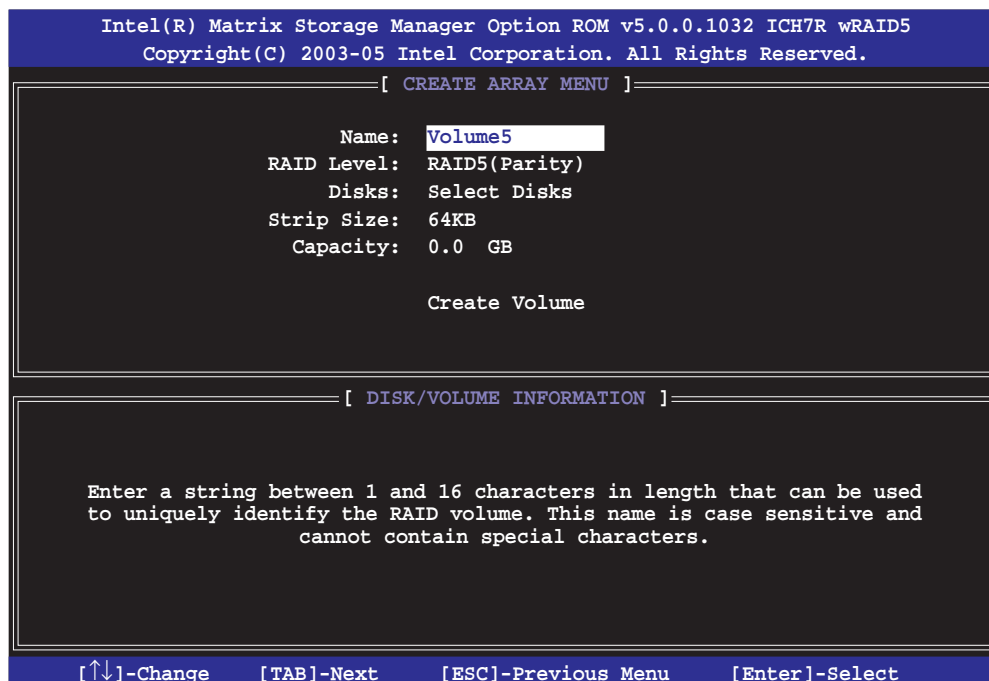 Intel(R) Matrix Storage Manager Option ROM v5.0.0.1032 ICH7R wRAID5
Copyright(C) 2003-05 Intel Corporation. All Rights Reserved.
[ CREATE ARRAY MENU ]
Name: Volume5
RAID Level: RAID5(Parity)
Disks: Select Disks
Strip Size: 64KB
Capacity: 0.0 GB
Create Volume
[ DISK/VOLUME INFORMATION ]
Enter a string between 1 and 16 characters in length that can be used
to uniquely identify the RAID volume. This name is case sensitive and
cannot contain special characters.
[↑↓]-Change [TAB]-Next [ESC]-Previous Menu [Enter]-Select